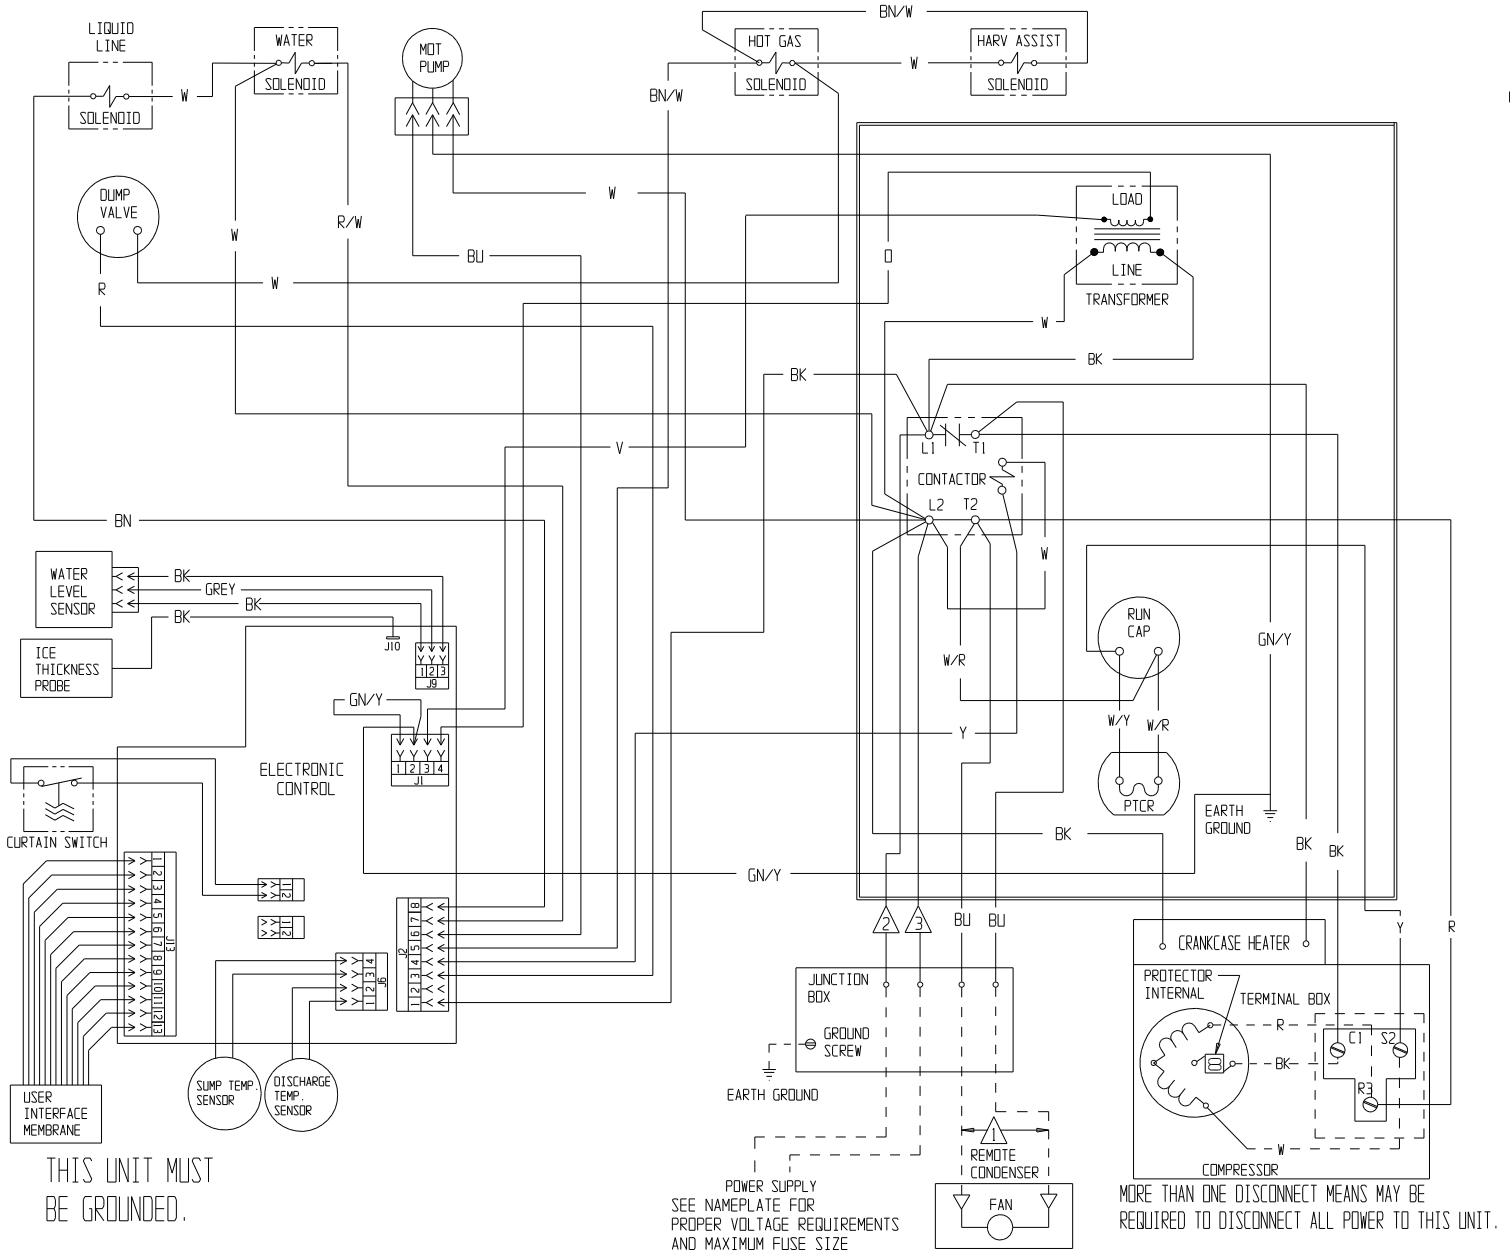 LIQUID
LINE
SOLENOID
W
WATER
SOLENOID
MOT
PUMP
BN/W
HOT GAS
SOLENOID
W
HARV ASSIST
SOLENOID
BN/W
DUMP
VALVE
R
W
R/W
BU
W
W
V
BN
O
LOAD
LINE
TRANSFORMER
W
BK
BK
L1
T1
CONTACTOR
L2
T2
W
W/R
Y
RUN
CAP
W/Y
W/R
PTCR
GN/Y
EARTH
GROUND
BK
BK
BK
WATER
LEVEL
SENSOR
BK
GREY
BK
BK
ICE
THICKNESS
PROBE
J10
1 2 3
J9
GN/Y
1 2 3 4
J1
ELECTRONIC
CONTROL
CURTAIN SWITCH
GN/Y
1
2
3
4
5
6
7
8
9
10
11
12
13
J13
1
2
1
2
4
3
2
1
J6
8
7
6
5
4
3
2
1
J2
USER
INTERFACE
MEMBRANE
SUMP TEMP.
SENSOR
DISCHARGE
TEMP.
SENSOR
2
3
BU
BU
JUNCTION
BOX
GROUND
SCREW
EARTH GROUND
1
REMOTE
CONDENSER
FAN
POWER SUPPLY
SEE NAMEPLATE FOR
PROPER VOLTAGE REQUIREMENTS
AND MAXIMUM FUSE SIZE
Y
R
CRANKCASE HEATER
PROTECTOR
INTERNAL
TERMINAL BOX
R
BK
W
C1
S2
R3
COMPRESSOR
THIS UNIT MUST
BE GROUNDED.
MORE THAN ONE DISCONNECT MEANS MAY BE
REQUIRED TO DISCONNECT ALL POWER TO THIS UNIT.